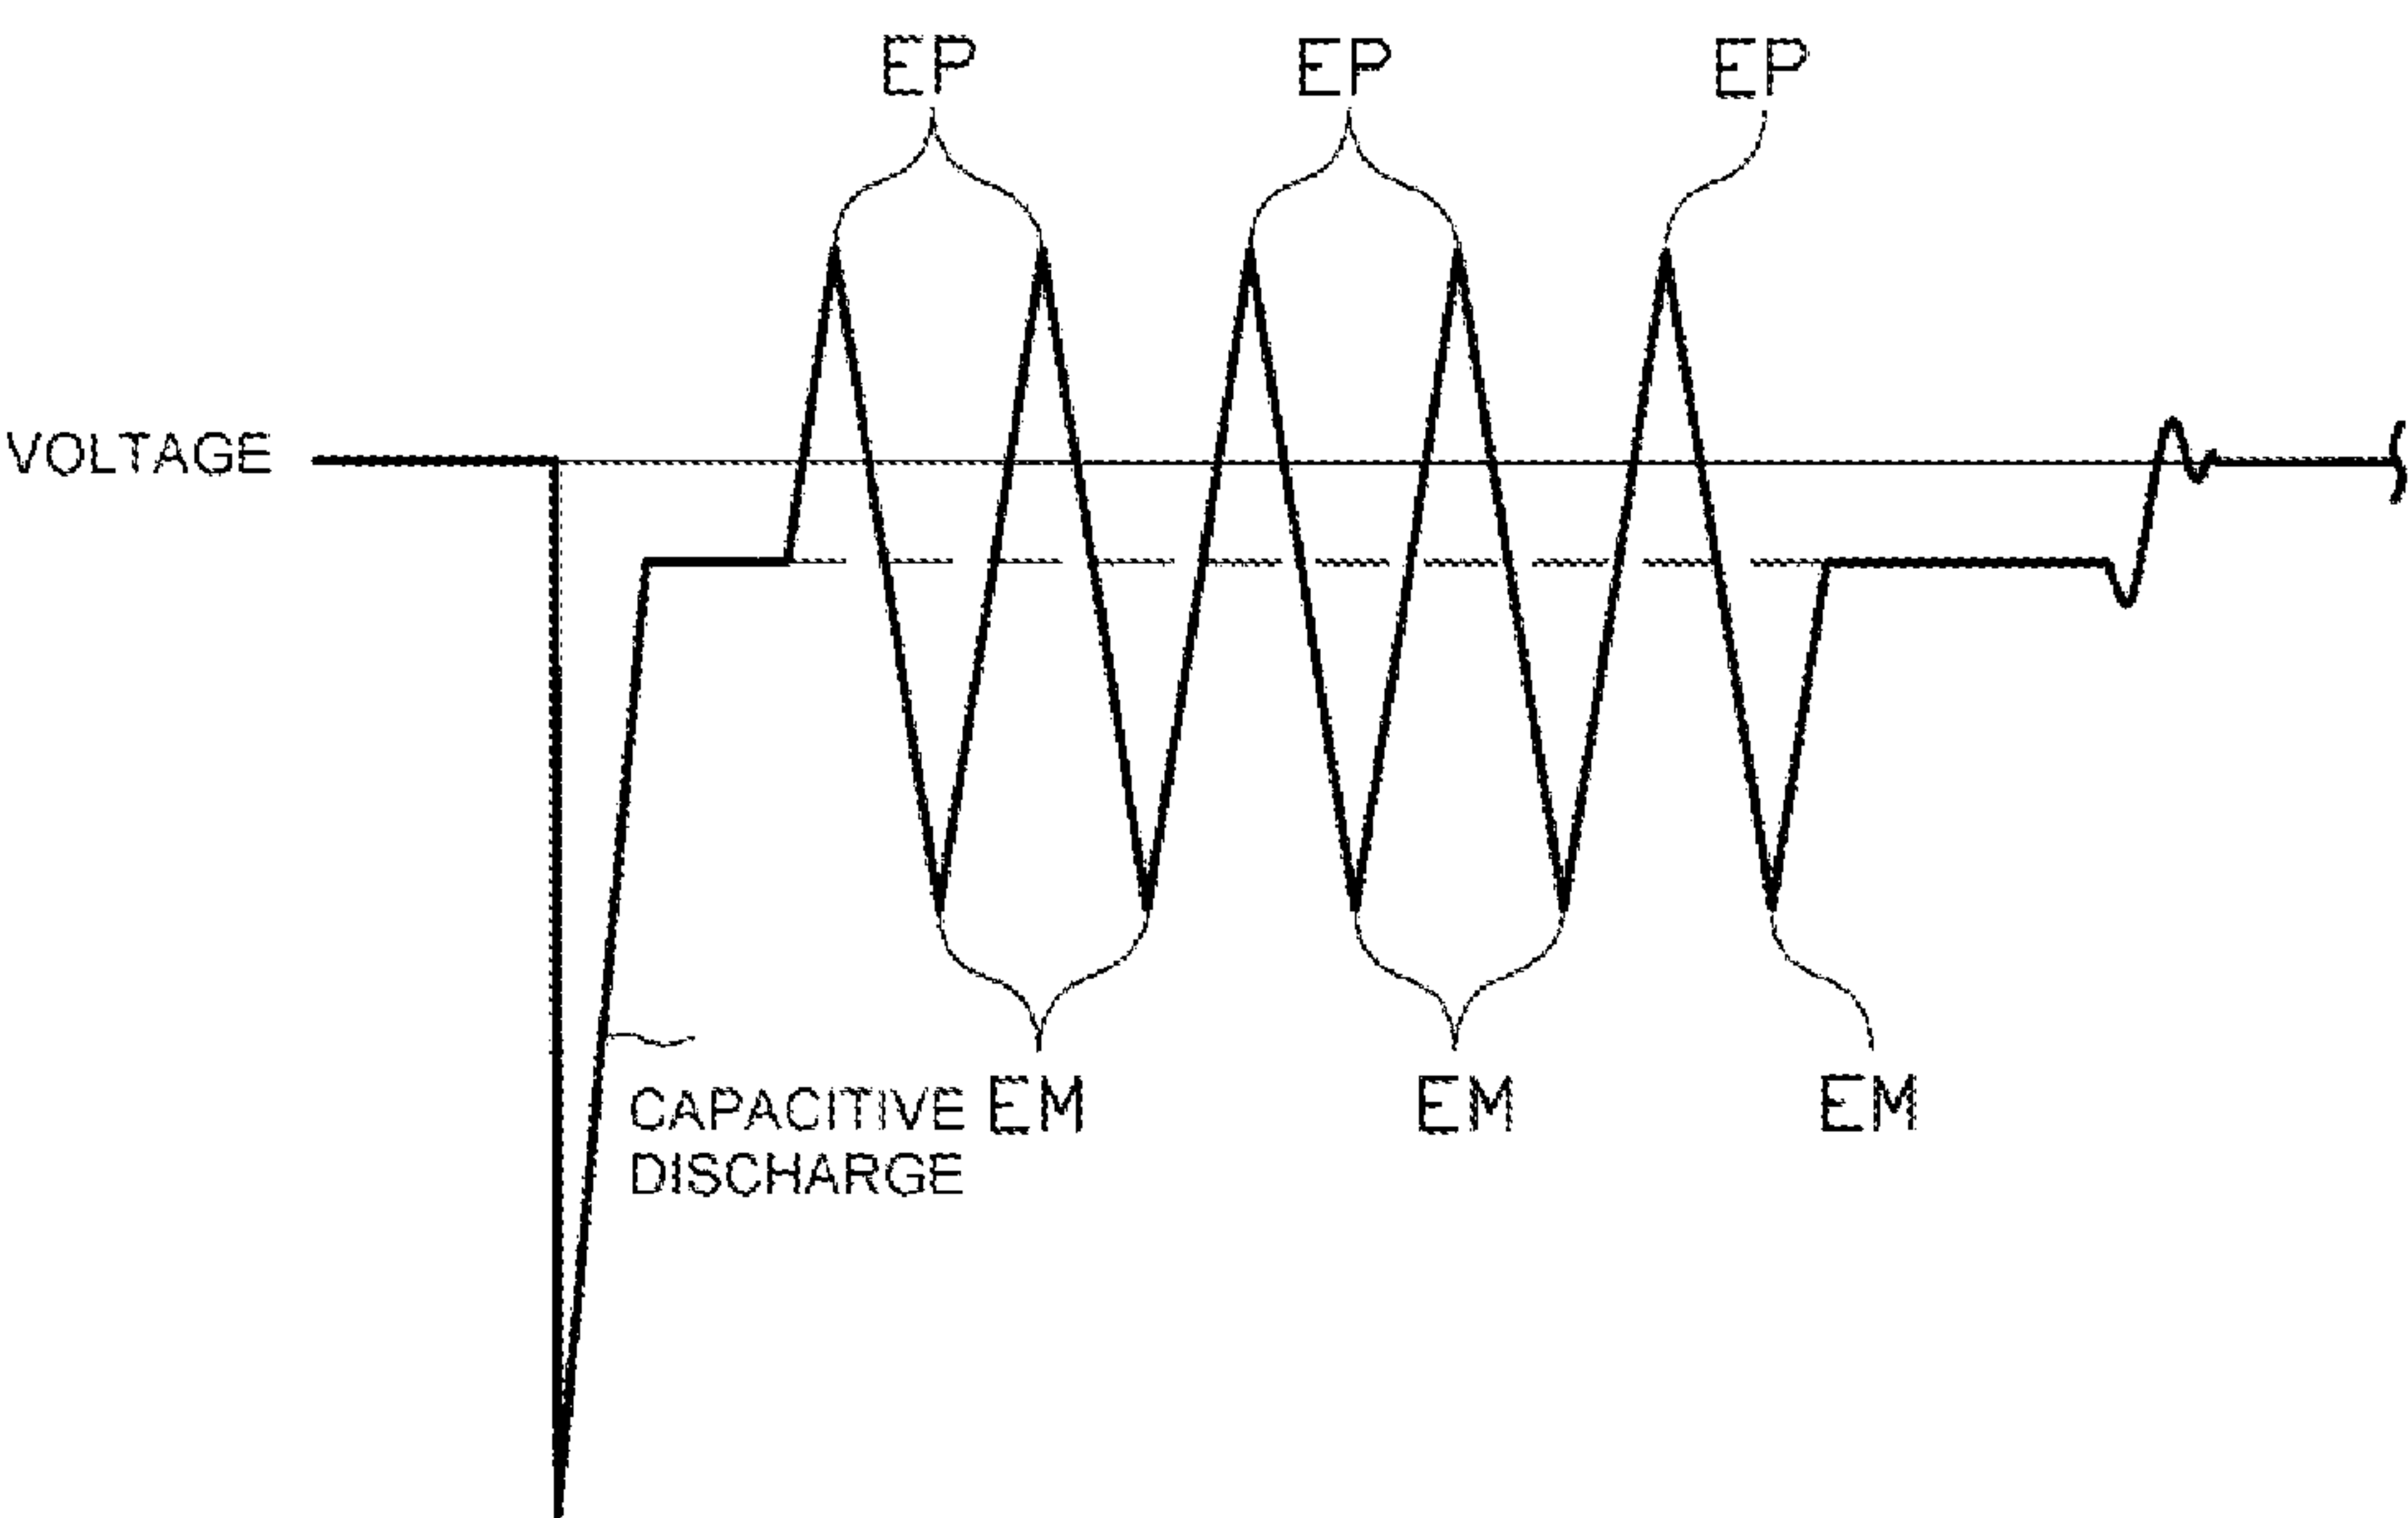 EP EP EP
VOLTAGE
CAPACITIVE
DISCHARGE
EM EM EM